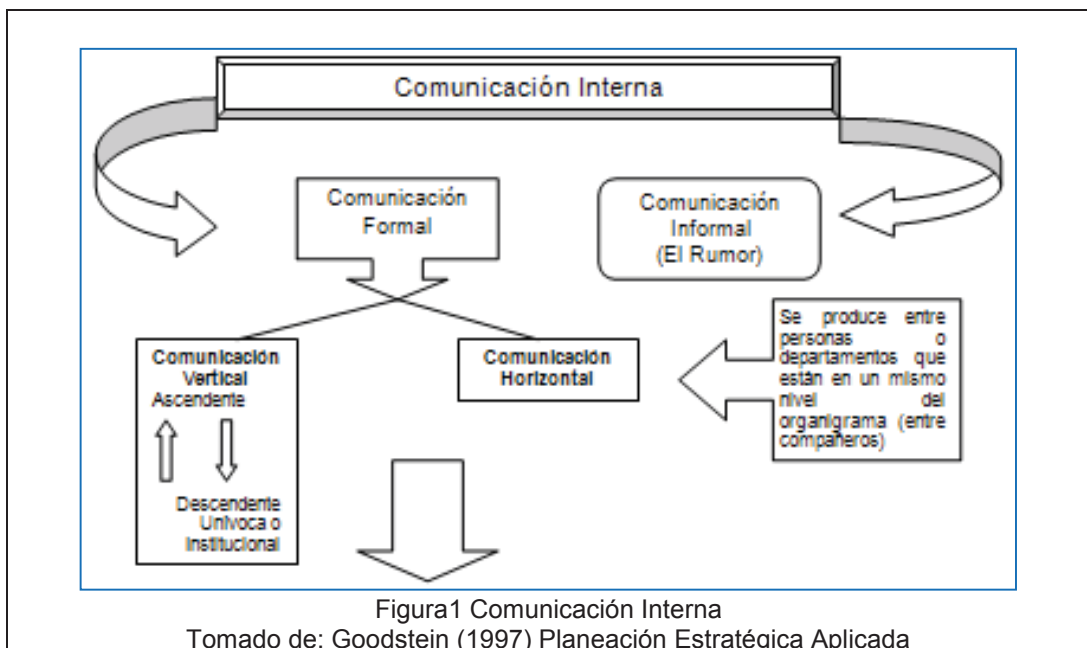 Comunicación Interna
Comunicación
Formal
Comunicación
Informal
(El Rumor)
Comunicación
Vertical
Ascendente
Descendente
Univoca o
Institucional
Comunicación
Horizontal
Se produce entre
personas o
departamentos que
están en un mismo
nivel del
organigrama (entre
compañeros)
Figura1 Comunicación Interna
Tomado de: Goodstein (1997) Planeación Estratégica Aplicada